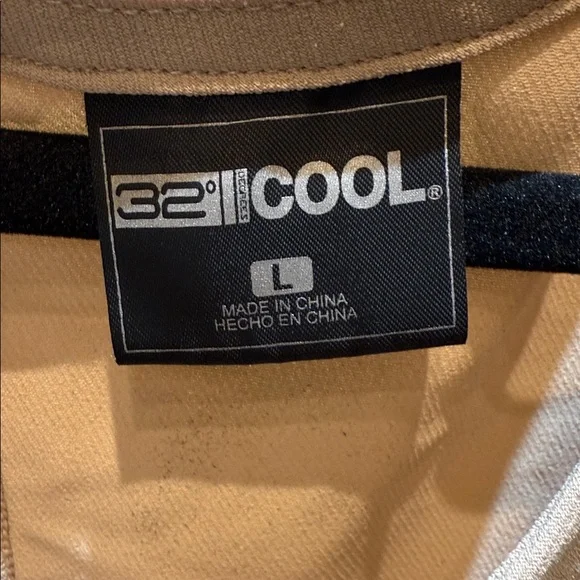 32° DEGREES COOL®
L
MADE IN CHINA
HECHO EN CHINA